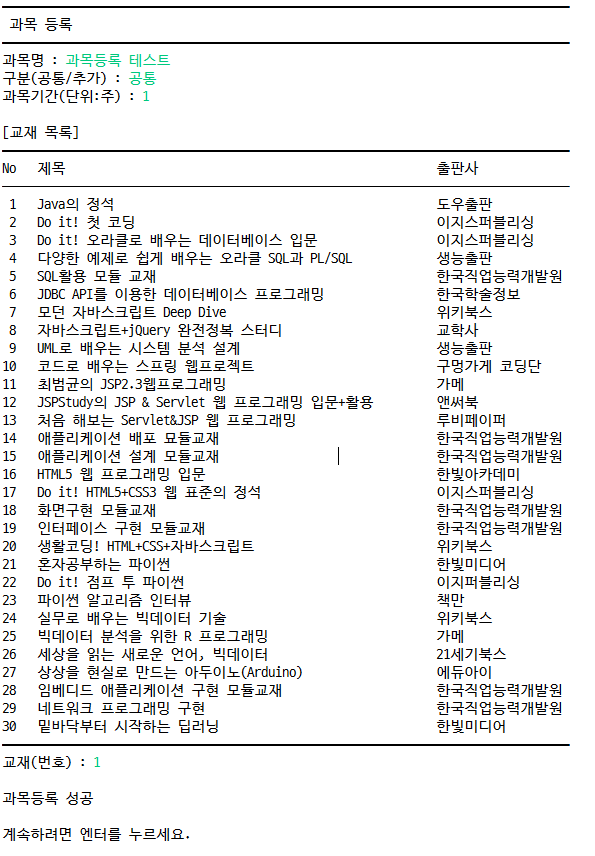 과목 등록
과목명 : 과목등록 테스트
구분(공통/추가) : 공통
과목기간(단위:주) : 1
[교재 목록]
No 제목 출판사
1 Java의 정석 도우출판
2 Do it! 첫 코딩 이지스퍼블리싱
3 Do it! 오라클로 배우는 데이터베이스 입문 이지스퍼블리싱
4 다양한 예제로 쉽게 배우는 오라클 SQL과 PL/SQL 생능출판
5 SQL활용 모듈 교재 한국직업능력개발원
6 JDBC API를 이용한 데이터베이스 프로그래밍 한국학술정보
7 모던 자바스크립트 Deep Dive 위키북스
8 자바스크립트+jQuery 완전정복 스터디 교학사
9 UML로 배우는 시스템 분석 설계 생능출판
10 코드로 배우는 스프링 웹프로젝트 구멍가게 코딩단
11 최범균의 JSP2.3웹프로그래밍 가메
12 JSPStudy의 JSP & Servlet 웹 프로그래밍 입문+활용 앤써북
13 처음 해보는 Servlet&JSP 웹 프로그래밍 루비페이퍼
14 애플리케이션 배포 묘듈교재 한국직업능력개발원
15 애플리케이션 설계 모듈교재 한국직업능력개발원
16 HTML5 웹 프로그래밍 입문 한빛아카데미
17 Do it! HTML5+CSS3 웹 표준의 정석 이지스퍼블리싱
18 화면구현 모듈교재 한국직업능력개발원
19 인터페이스 구현 모듈교재 한국직업능력개발원
20 생활코딩! HTML+CSS+자바스크립트 위키북스
21 혼자공부하는 파이썬 한빛미디어
22 Do it! 점프 투 파이썬 이지퍼블리싱
23 파이썬 알고리즘 인터뷰 책만
24 실무로 배우는 빅데이터 기술 위키북스
25 빅데이터 분석을 위한 R 프로그래밍 가메
26 세상을 읽는 새로운 언어, 빅데이터 21세기북스
27 상상을 현실로 만드는 아두이노(Arduino) 에듀아이
28 임베디드 애플리케이션 구현 모듈교재 한국직업능력개발원
29 네트워크 프로그래밍 구현 한국직업능력개발원
30 밑바닥부터 시작하는 딥러닝 한빛미디어
교재(번호) : 1
과목등록 성공
계속하려면 엔터를 누르세요.